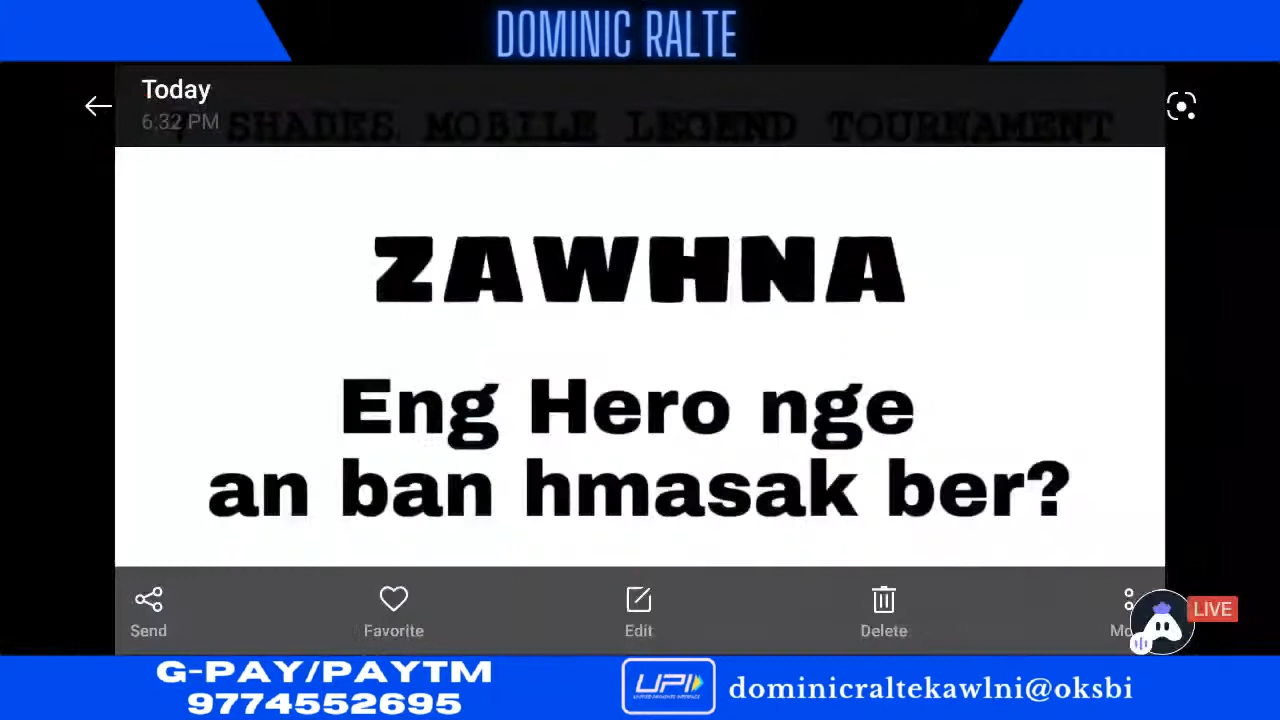 DOMINIC RALTE
Today
6:32 PM
SHADES MOBILE LEGEND TOURNAMENT
ZAWHNA
Eng Hero nge
an ban hmasak ber?
Send
Favorite
Edit
Delete
LIVE
G-PAY/PAYTM
9774552695
UPI
dominicraltekawlni@oksbi